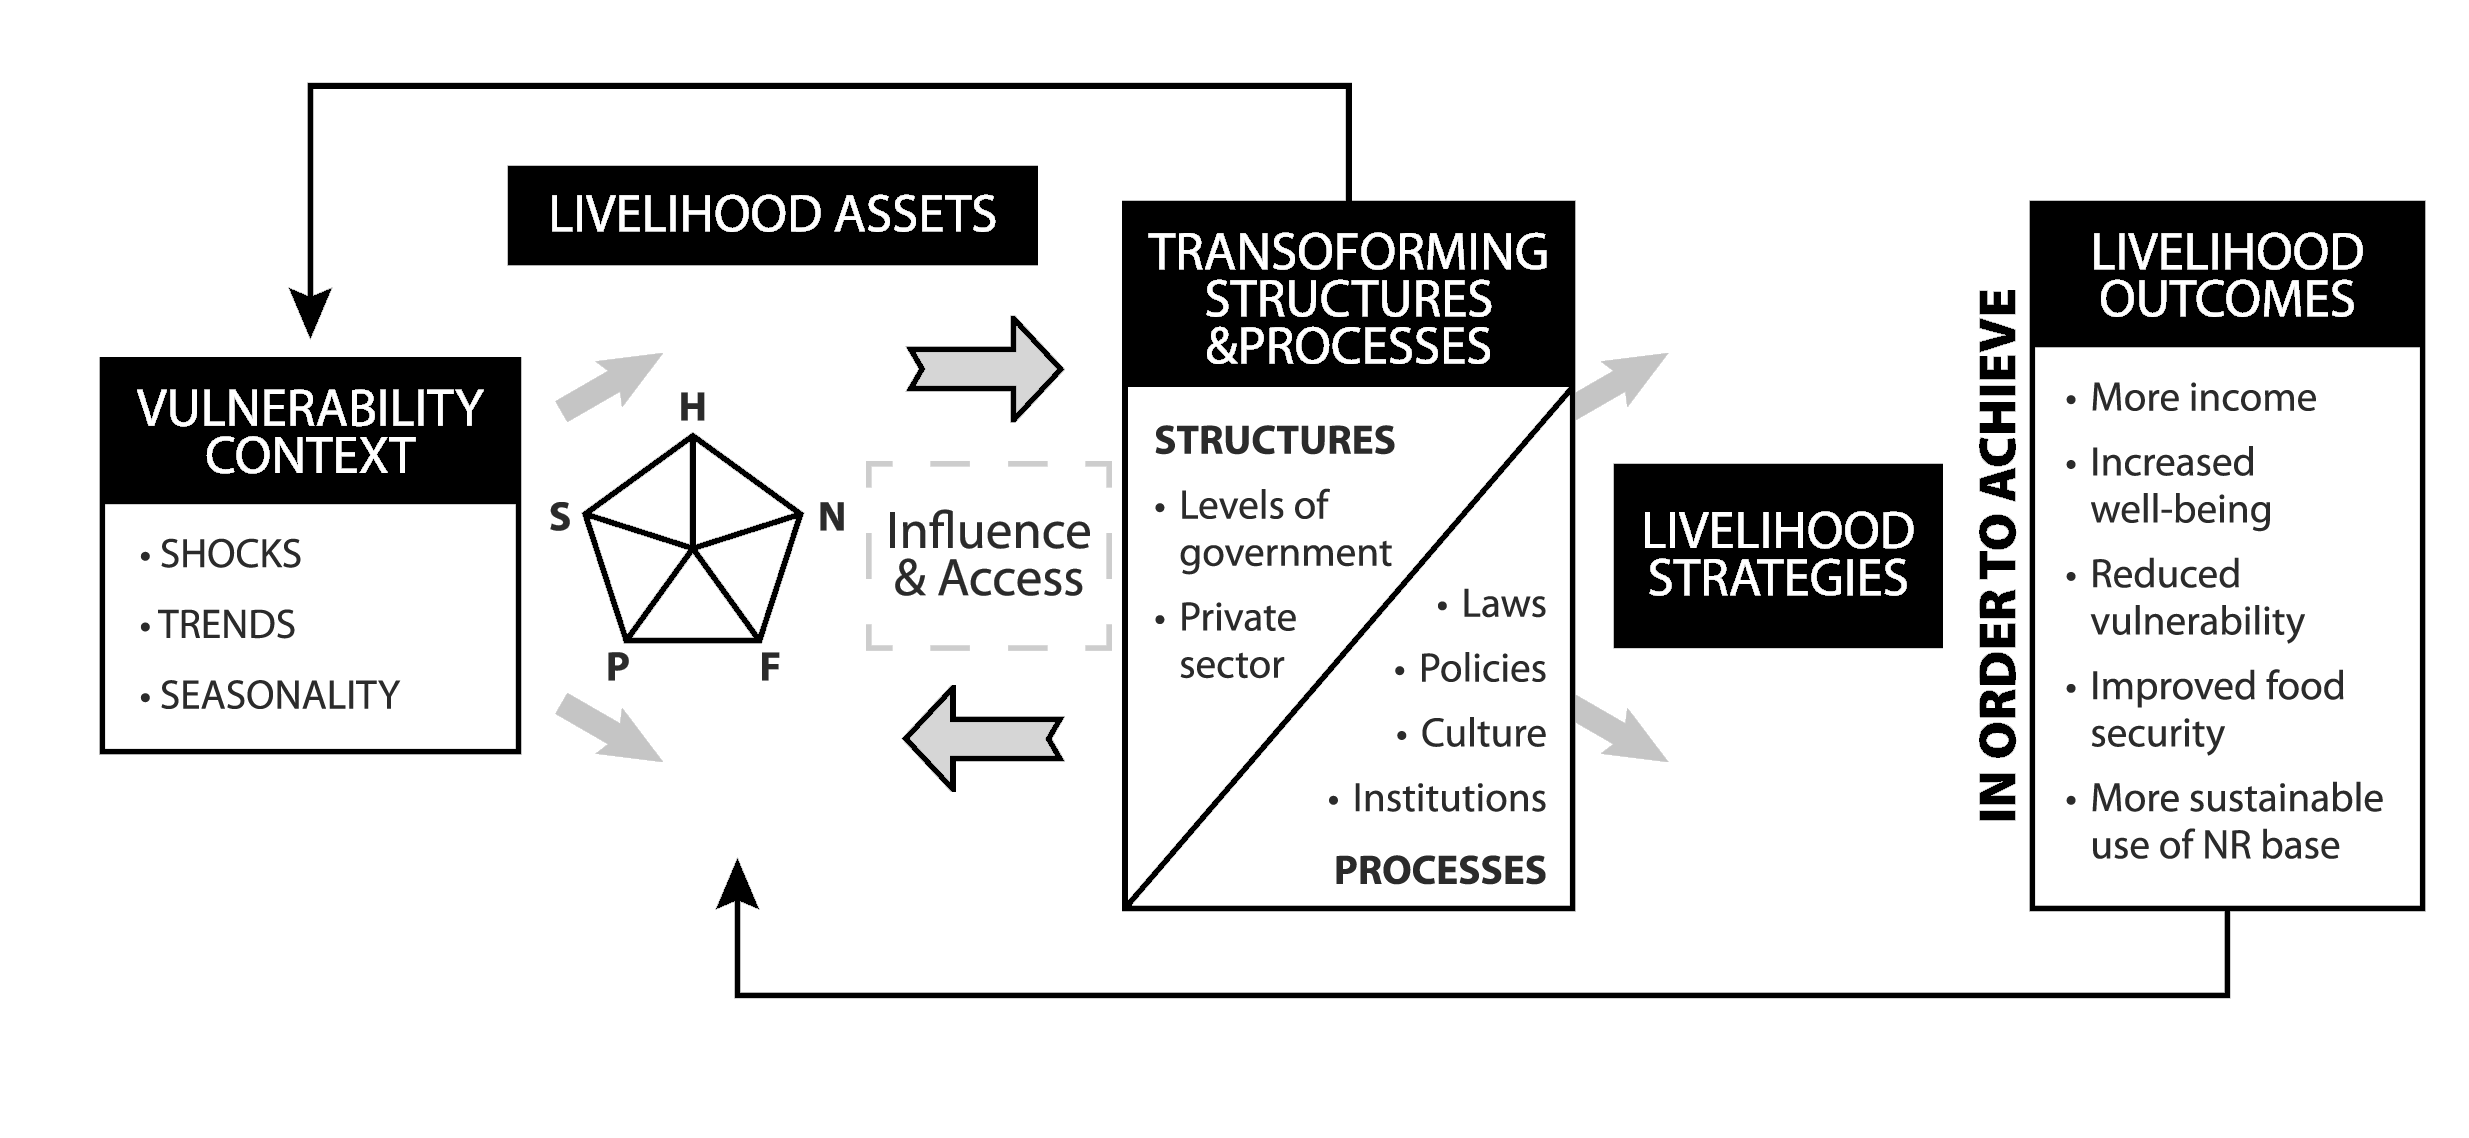 LIVELIHOOD ASSETS
VULNERABILITY
CONTEXT
• SHOCKS
• TRENDS
• SEASONALITY
H
S
N
P
F
Influence
& Access
TRANSOFORMING
STRUCTURES
&PROCESSES
STRUCTURES
• Levels of
government
• Private
sector
• Laws
• Policies
• Culture
• Institutions
PROCESSES
LIVELIHOOD
STRATEGIES
IN ORDER TO ACHIEVE
LIVELIHOOD
OUTCOMES
• More income
• Increased
well-being
• Reduced
vulnerability
• Improved food
security
• More sustainable
use of NR base